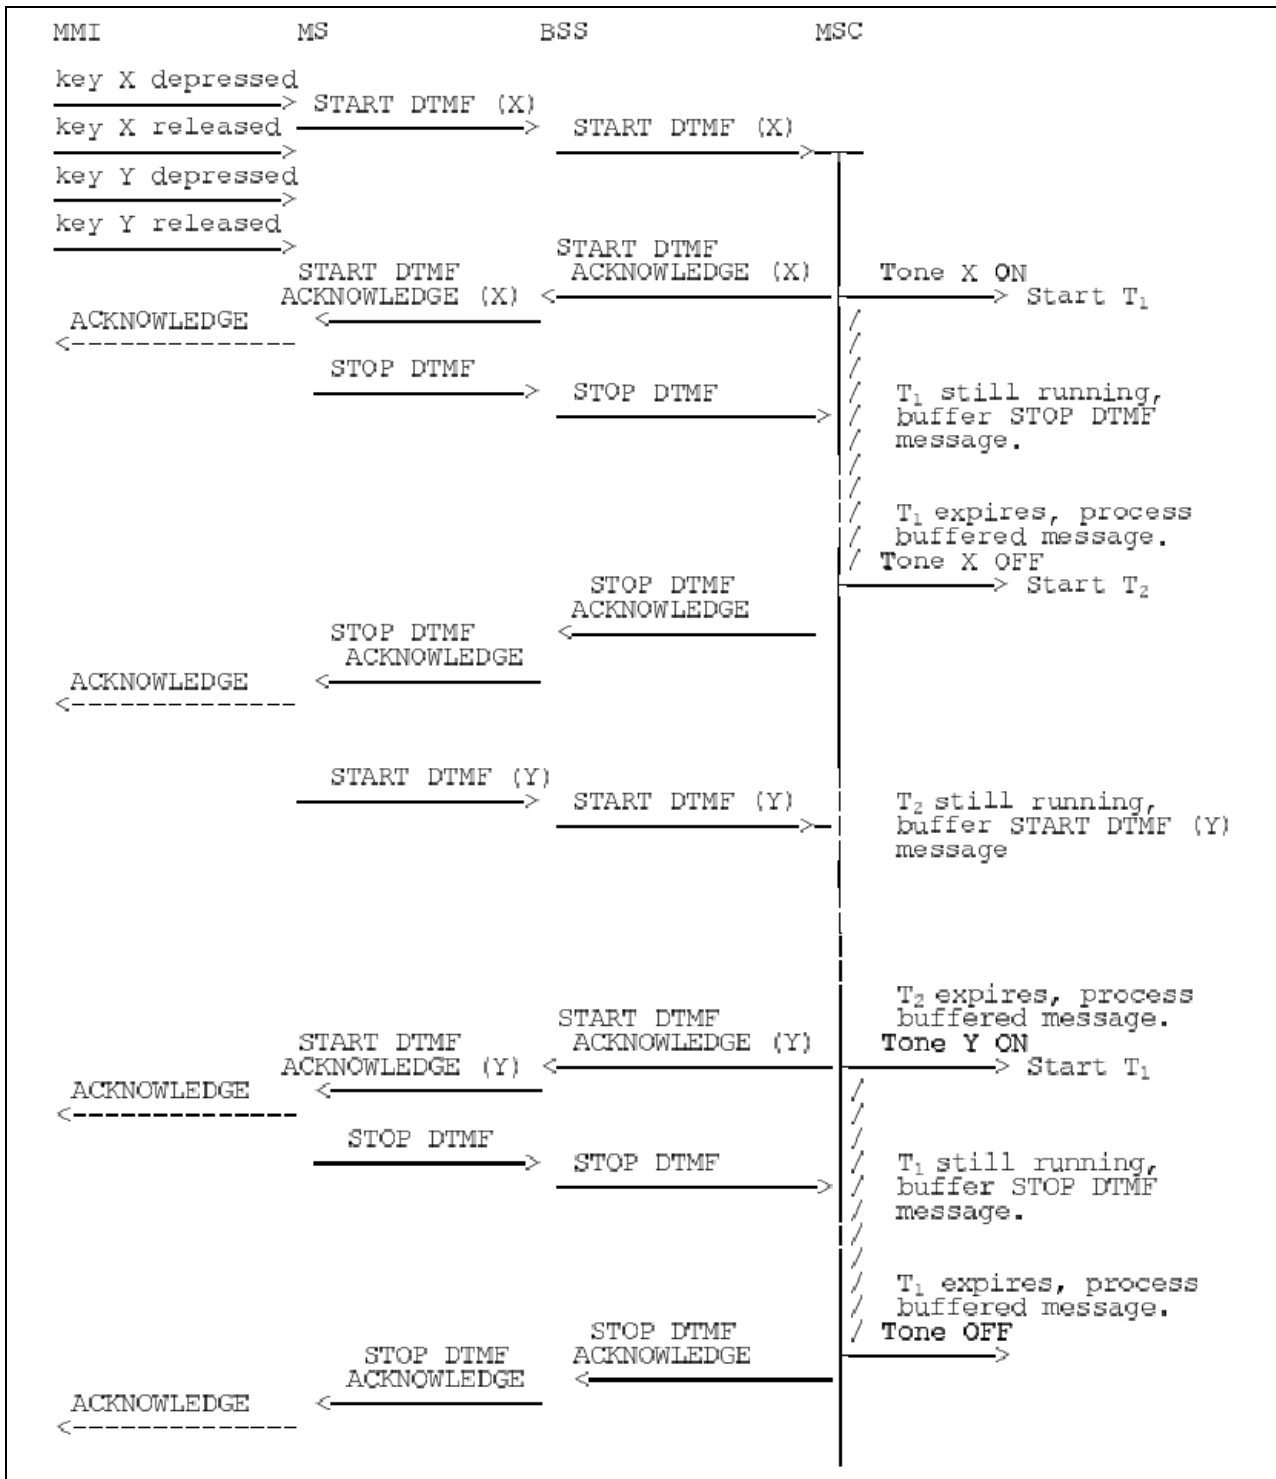 MMI MS BSS MSC
key X depressed
START DTMF (X)
key X released
START DTMF (X)
key Y depressed
key Y released
START DTMF
START DTMF
ACKNOWLEDGE (X)
Tone X ON
ACKNOWLEDGE (X)
Start T1
ACKNOWLEDGE
STOP DTMF
STOP DTMF
T1 still running,
buffer STOP DTMF
message.
T1 expires, process
buffered message.
Tone X OFF
STOP DTMF
Start T2
ACKNOWLEDGE
STOP DTMF
ACKNOWLEDGE
ACKNOWLEDGE
START DTMF (Y)
START DTMF (Y)
T2 still running,
buffer START DTMF (Y)
message
T2 expires, process
buffered message.
START DTMF
START DTMF
ACKNOWLEDGE (Y)
Tone Y ON
ACKNOWLEDGE (Y)
Start T1
ACKNOWLEDGE
STOP DTMF
STOP DTMF
T1 still running,
buffer STOP DTMF
message.
T1 expires, process
buffered message.
STOP DTMF
Tone OFF
STOP DTMF
ACKNOWLEDGE
ACKNOWLEDGE
ACKNOWLEDGE